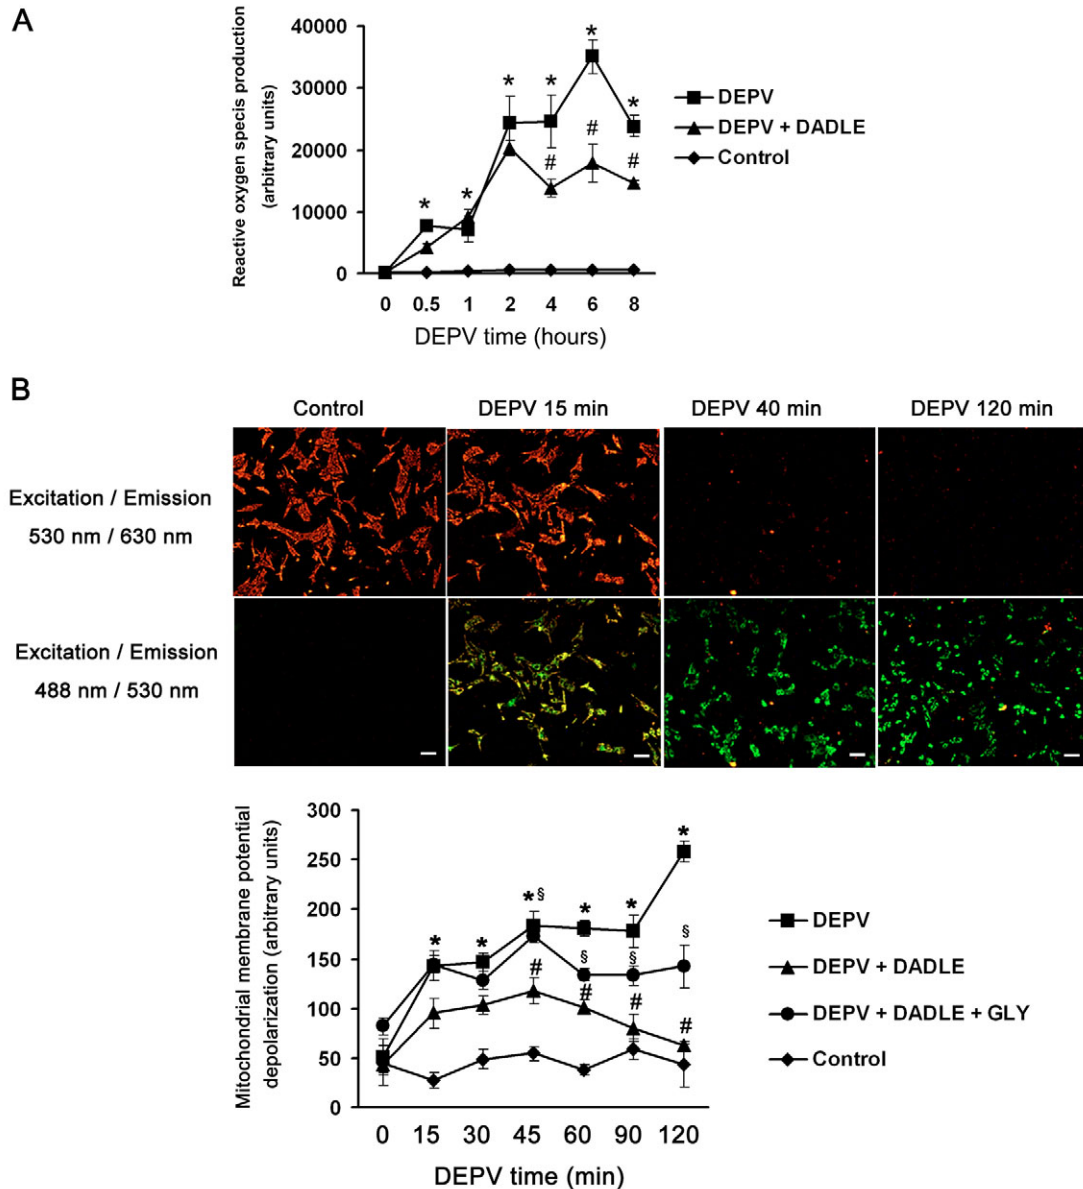 A
Reactive oxygen specis production
(arbitrary units)
40000
30000
20000
10000
0
* * * * * *
# # #
0 0.5 1 2 4 6 8
DEPV time (hours)
DEPV
DEPV + DADLE
Control
B
Control DEPV 15 min DEPV 40 min DEPV 120 min
Excitation / Emission
530 nm / 630 nm
Excitation / Emission
488 nm / 530 nm
Mitochondrial membrane potential
depolarization (arbitrary units)
300
250
200
150
100
50
0
* * *§ * * *
§ § §
# # # #
0 15 30 45 60 90 120
DEPV time (min)
DEPV
DEPV + DADLE
DEPV + DADLE + GLY
Control